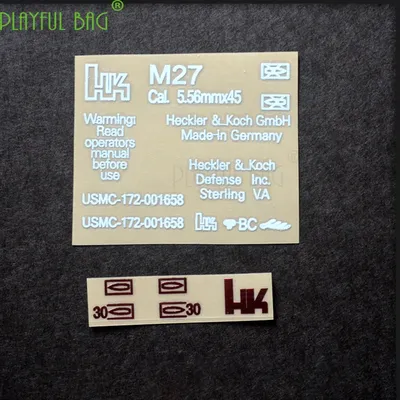 PLAYFUL BAG®
hk
M27
Cal. 5.56mmx45
Warning:
Read
operators
manual
before
use
Heckler & Koch GmbH
Made in Germany
Heckler & Koch
Defense Inc.
Sterling VA
USMC-172-001658
USMC-172-001658
hk
BC
30
30
hk